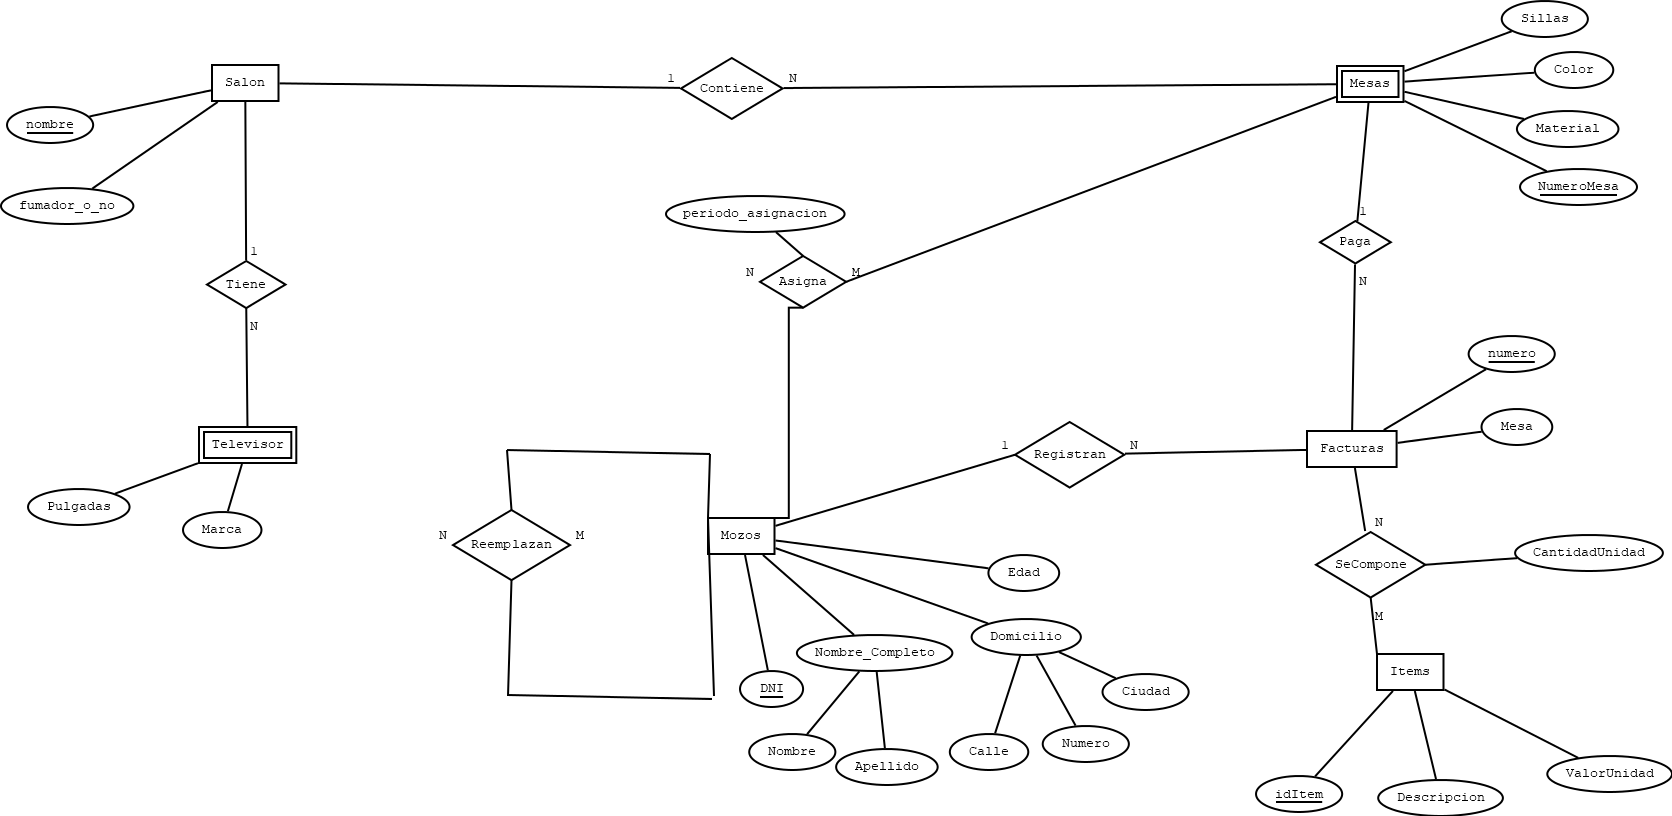 Sillas
Salon
1
Contiene
N
Mesas
Color
nombre
Material
NumeroMesa
fumador_o_no
periodo_asignacion
1
Paga
1
Tiene
N
Asigna
M
N
N
numero
Mesa
Televisor
1
Registran
N
Facturas
Pulgadas
Marca
N
Reemplazan
M
Mozos
N
SeCompone
CantidadUnidad
Edad
M
Domicilio
Nombre_Completo
Items
DNI
Ciudad
Nombre
Apellido
Calle
Numero
idItem
Descripcion
ValorUnidad